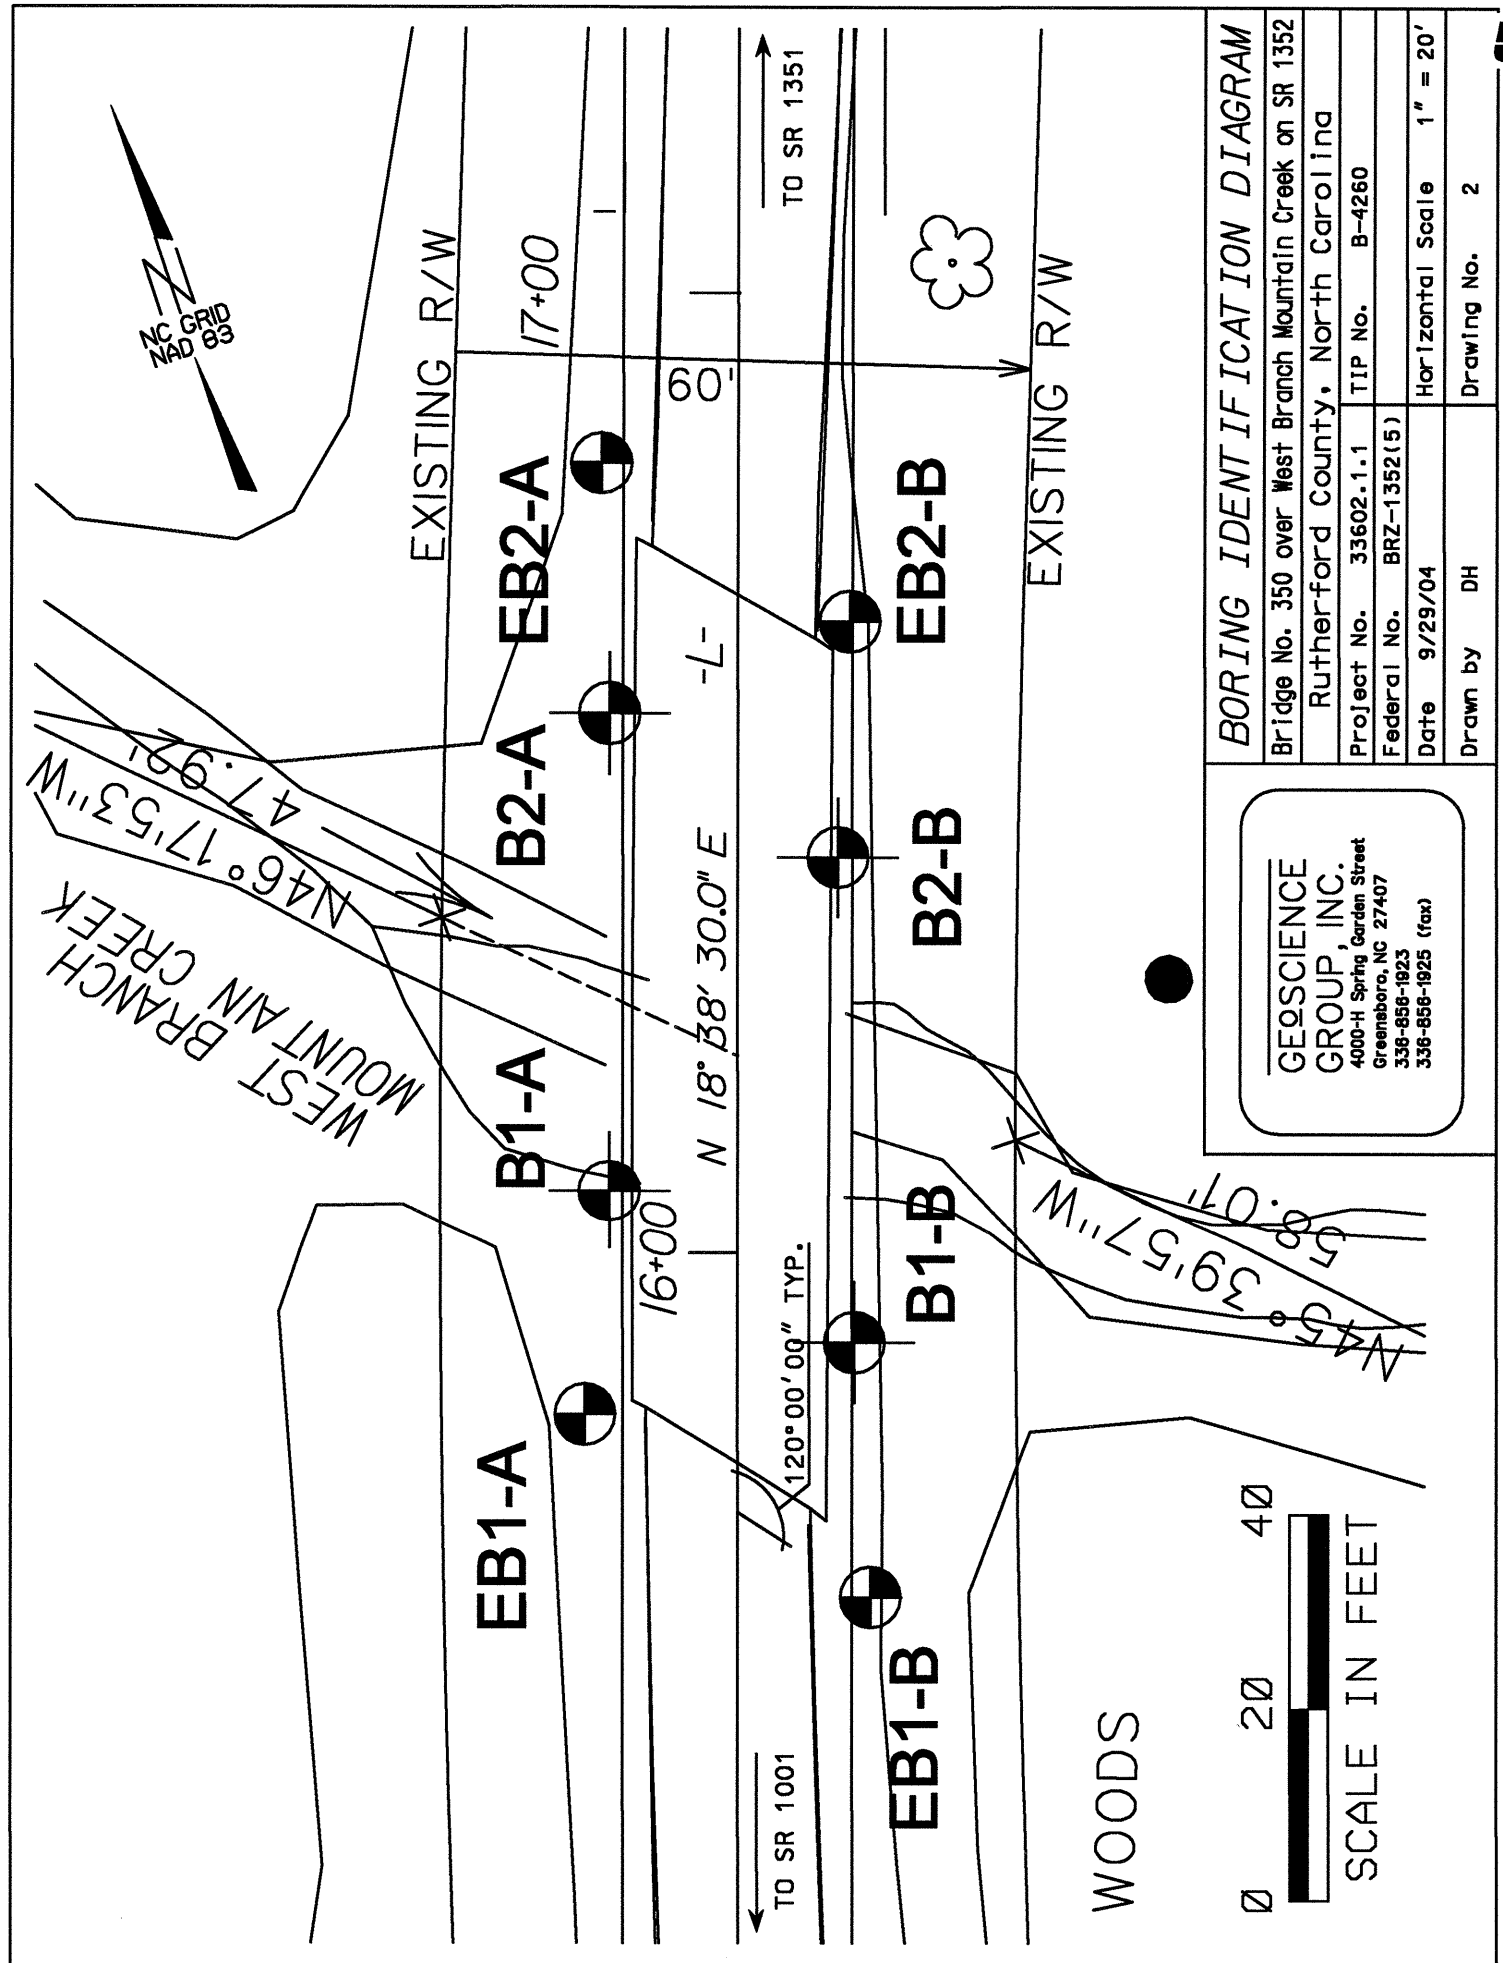 NC GRID
NAD 83
EXISTING R/W
17+00
TO SR 1351
60'
EXISTING R/W
EB2-A
EB2-B
-L-
B2-A
B2-B
N46° 17'53"W
47.92'
WEST BRANCH
MOUNTAIN CREEK
N 18° 38' 30.0" E
B1-A
B1-B
16+00
120° 00' 00" TYP.
N45° 39'57"W
58.01'
EB1-A
EB1-B
TO SR 1001
WOODS
0 20 40
SCALE IN FEET
GEOSCIENCE
GROUP, INC.
4000-H Spring Garden Street
Greensboro, NC 27407
336-856-1923
336-856-1925 (fax)
BORING IDENTIFICATION DIAGRAM
Bridge No. 350 over West Branch Mountain Creek on SR 1352
Rutherford County, North Carolina
Project No. 33602.1.1 TIP No. B-4260
Federal No. BRZ-1352(5)
Date 9/29/04 Horizontal Scale 1" = 20'
Drawn by DH Drawing No. 2